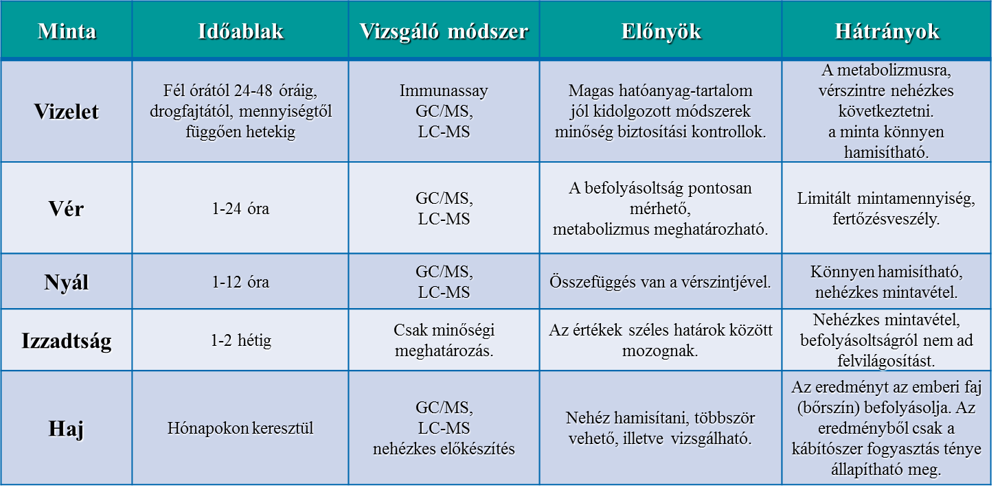 Minta
Időablak
Vizsgáló módszer
Előnyök
Hátrányok
Vizelet
Fél órától 24-48 óráig,
drogfajtától, mennyiségtől
függően hetekig
Immunassay
GC/MS,
LC-MS
Magas hatóanyag-tartalom
jól kidolgozott módszerek
minőség biztosítási kontrollok.
A metabolizmusra,
vérszintre nehézkes
következtetni.
a minta könnyen
hamisítható.
Vér
1-24 óra
GC/MS,
LC-MS
A befolyásoltság pontosan
mérhető,
metabolizmus meghatározható.
Limitált mintamennyiség,
fertőzésveszély.
Nyál
1-12 óra
GC/MS,
LC-MS
Összefüggés van a vérszintjével.
Könnyen hamisítható,
nehézkes mintavétel.
Izzadtság
1-2 hétig
Csak minőségi
meghatározás.
Az értékek széles határok között
mozognak.
Nehézkes mintavétel,
befolyásoltságról nem ad
felvilágosítást.
Haj
Hónapokon keresztül
GC/MS,
LC-MS
nehézkes előkészítés
Nehéz hamisítani, többször
vehető, illetve vizsgálható.
Az eredményt az emberi faj
(bőrszín) befolyásolja. Az
eredményből csak a
kábítószer fogyasztás ténye
állapítható meg.